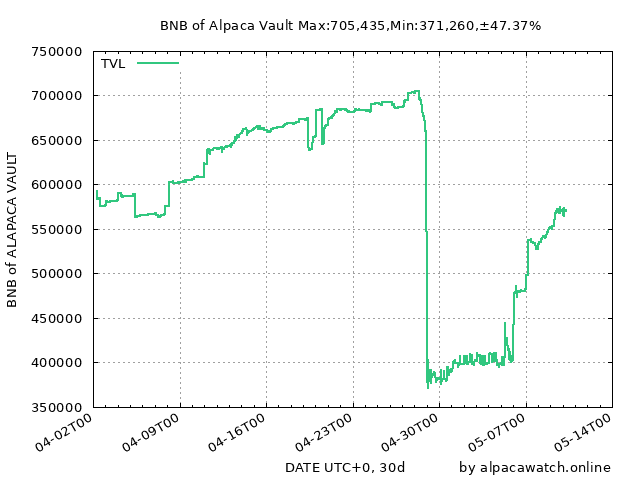 BNB of Alpaca Vault Max:705,435,Min:371,260,±47.37%
TVL
750000
700000
650000
600000
550000
500000
450000
400000
350000
BNB of ALAPACA VAULT
04-02T00
04-09T00
04-16T00
04-23T00
04-30T00
05-07T00
05-14T00
DATE UTC+0, 30d
by alpacawatch.online